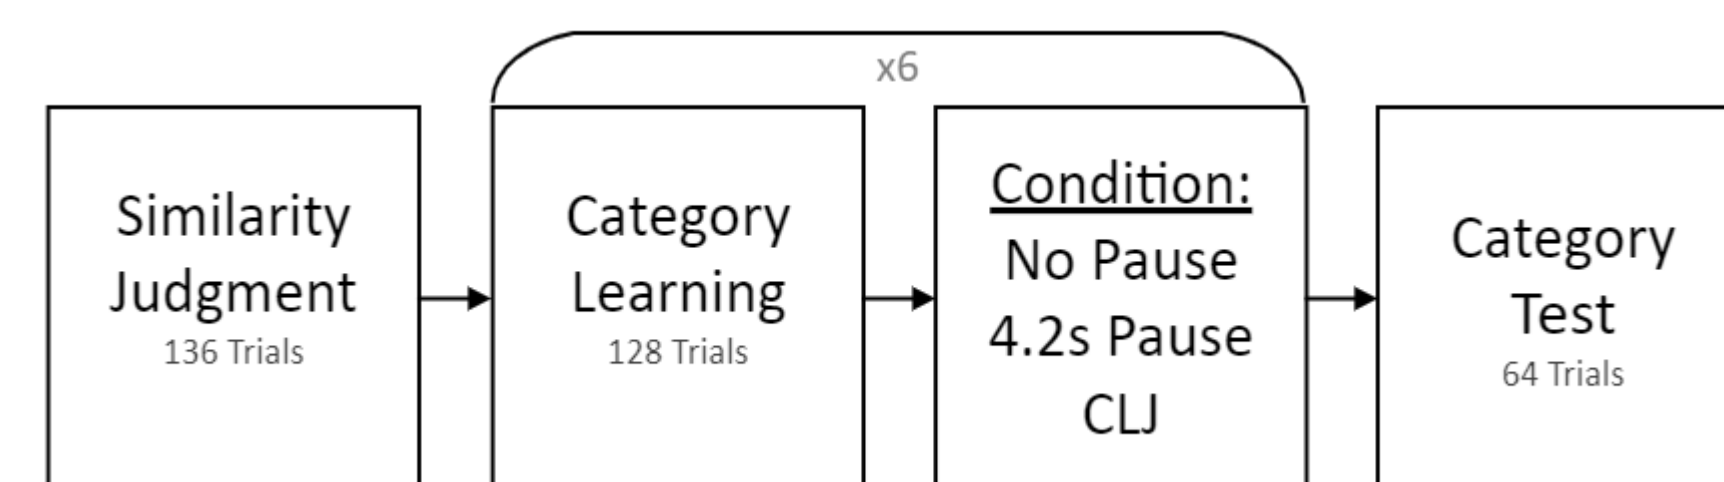 x6
Similarity
Judgment
136 Trials
Category
Learning
128 Trials
Condition:
No Pause
4.2s Pause
CLJ
Category
Test
64 Trials